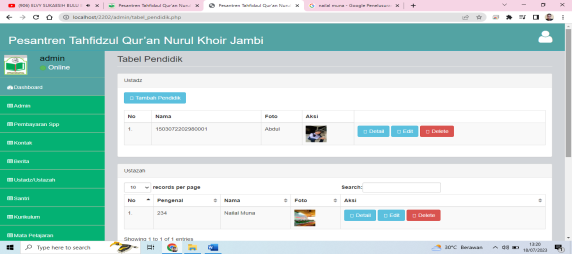 Pesantren Tahfidzul Qur'an Nurul
Pesantren Tahfidzul Qur'an Nurul
natial muna - Google Penelusuran
localhost/2202/admin/tabel_pendidik.php
Pesantren Tahfidzul Qur'an Nurul Khoir Jambi
admin
Online
Tabel Pendidik
Dashboard
Admin
Pembayaran Spp
Kontak
Berita
Ustadz/Ustazah
Santri
Kurikulum
Mata Pelajaran
Ustadz
Tambah Pendidik
No Nama Foto Aksi
1. 1503072202980001 Abdul Detail Edit Delete
Ustazah
10 records per page Search:
No Pengenal Nama Foto Aksi
1. 234 Natial Muna Detail Edit Delete
Showing 1 to 1 of 1 entries
Type here to search
30°C Berawan
13:20
18/07/2023